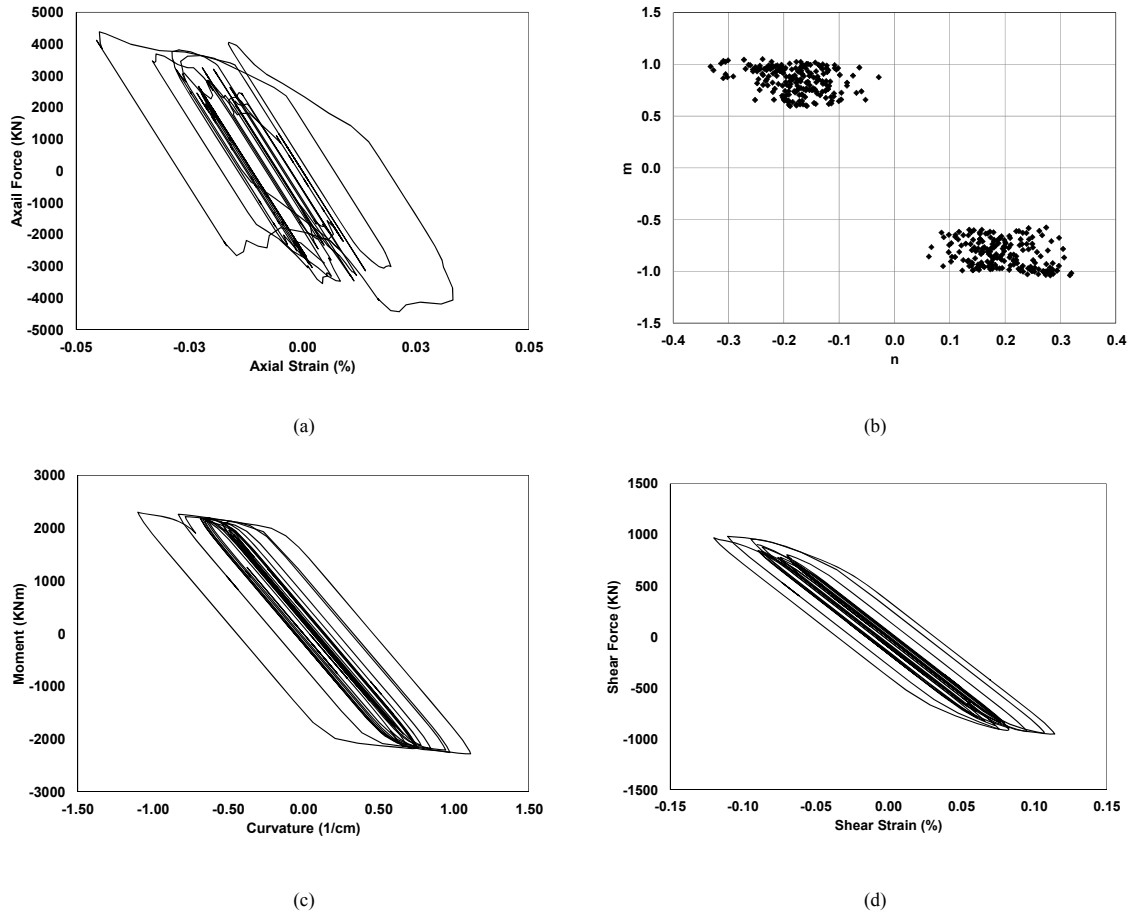 5000
4000
3000
2000
1000
0
-1000
-2000
-3000
-4000
-5000
Axail Force (KN)
-0.05 -0.03 0.00 0.03 0.05
Axial Strain (%)
(a)
1.5
1.0
0.5
0.0
-0.5
-1.0
-1.5
m
-0.4 -0.3 -0.2 -0.1 0.0 0.1 0.2 0.3 0.4
n
(b)
3000
2000
1000
0
-1000
-2000
-3000
Moment (KNm)
-1.50 -1.00 -0.50 0.00 0.50 1.00 1.50
Curvature (1/cm)
(c)
1500
1000
500
0
-500
-1000
-1500
Shear Force (KN)
-0.15 -0.10 -0.05 0.00 0.05 0.10 0.15
Shear Strain (%)
(d)